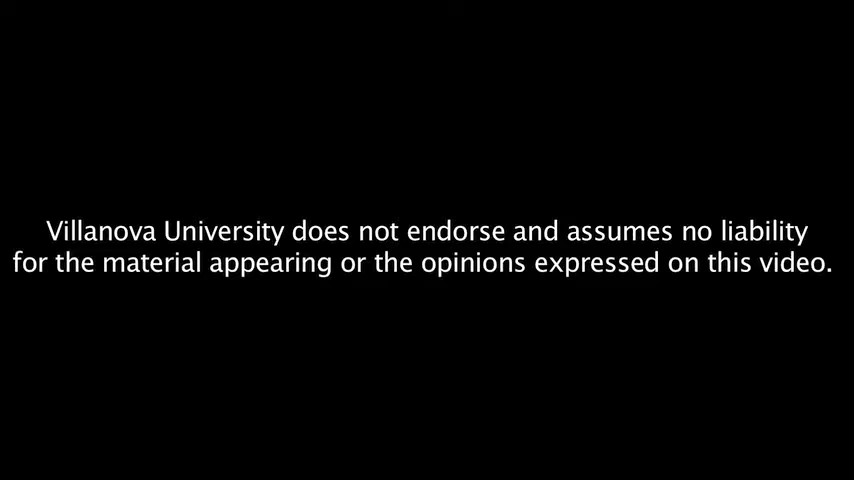 Villanova University does not endorse and assumes no liability
for the material appearing or the opinions expressed on this video.